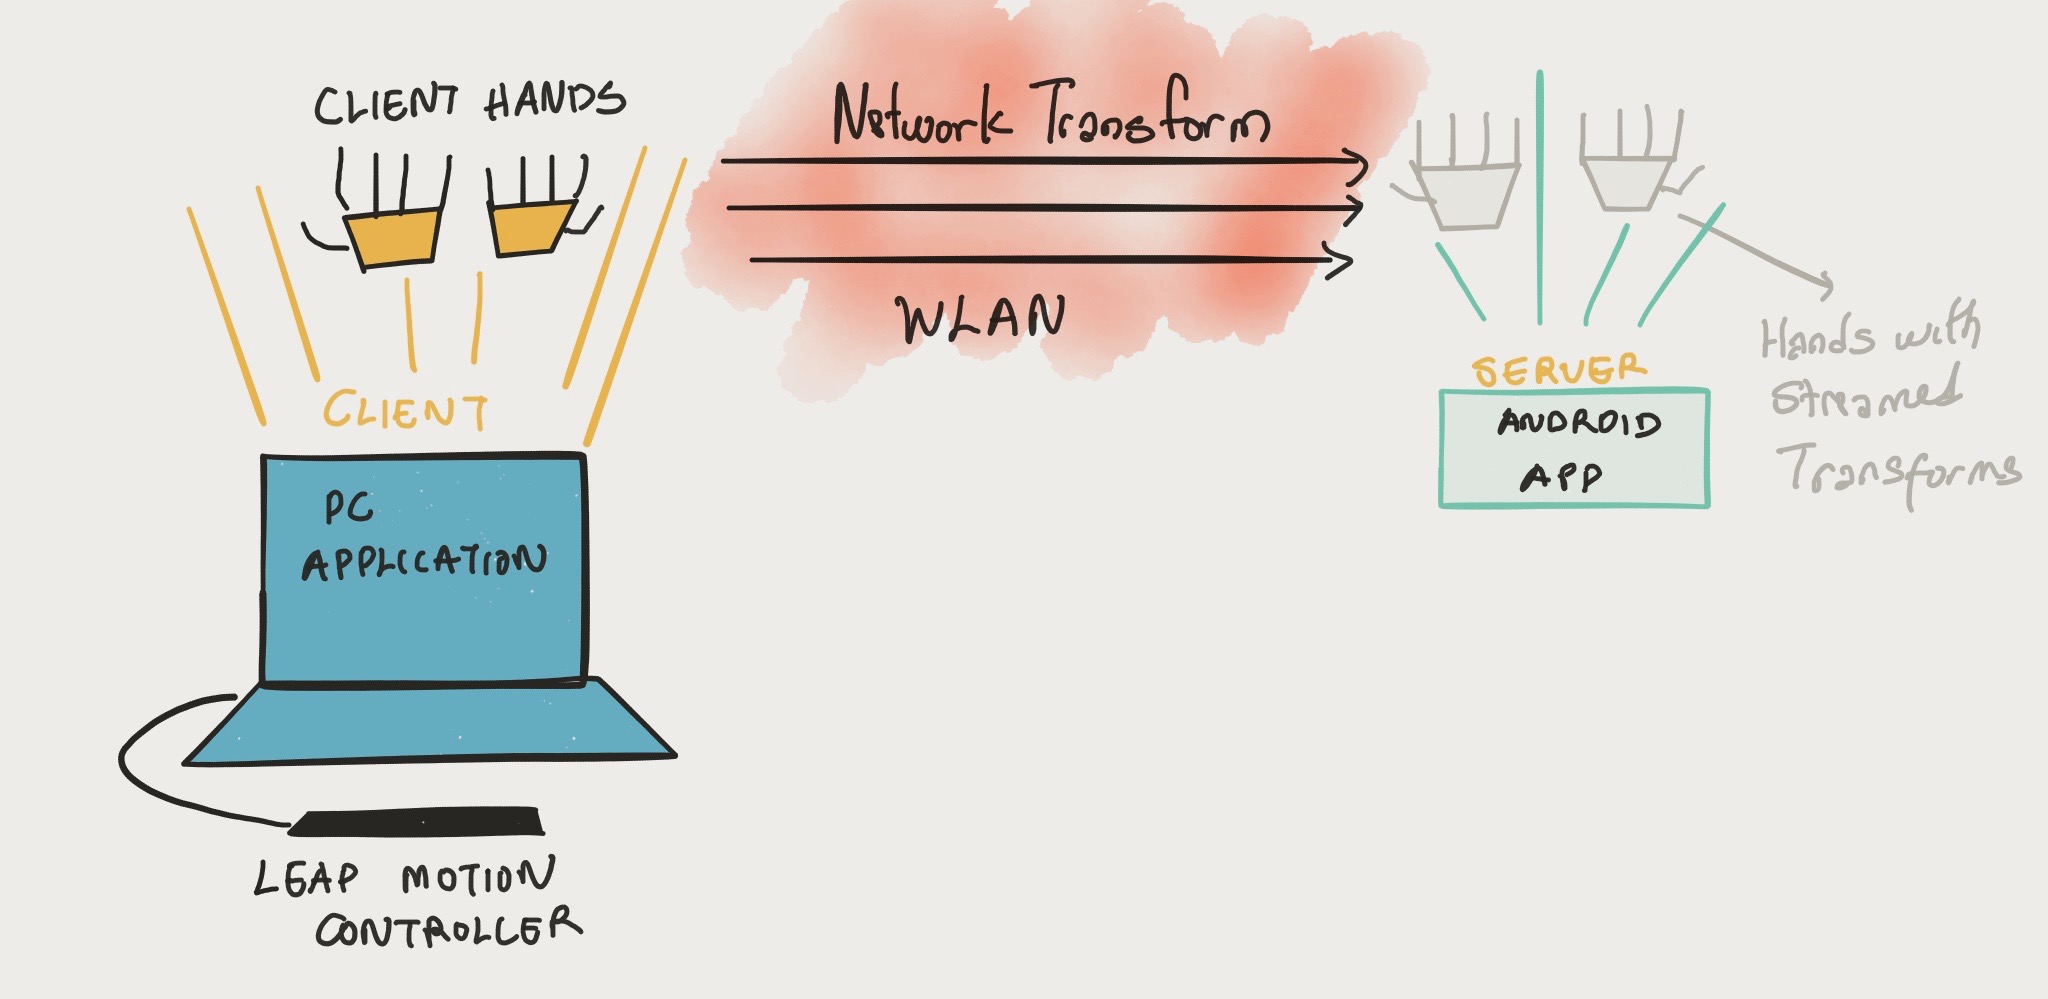 CLIENT HANDS
Network Transform
WLAN
CLIENT
PC
APPLICATION
LEAP MOTION
CONTROLLER
SERVER
ANDROID
APP
Hands with
Streamed
Transforms